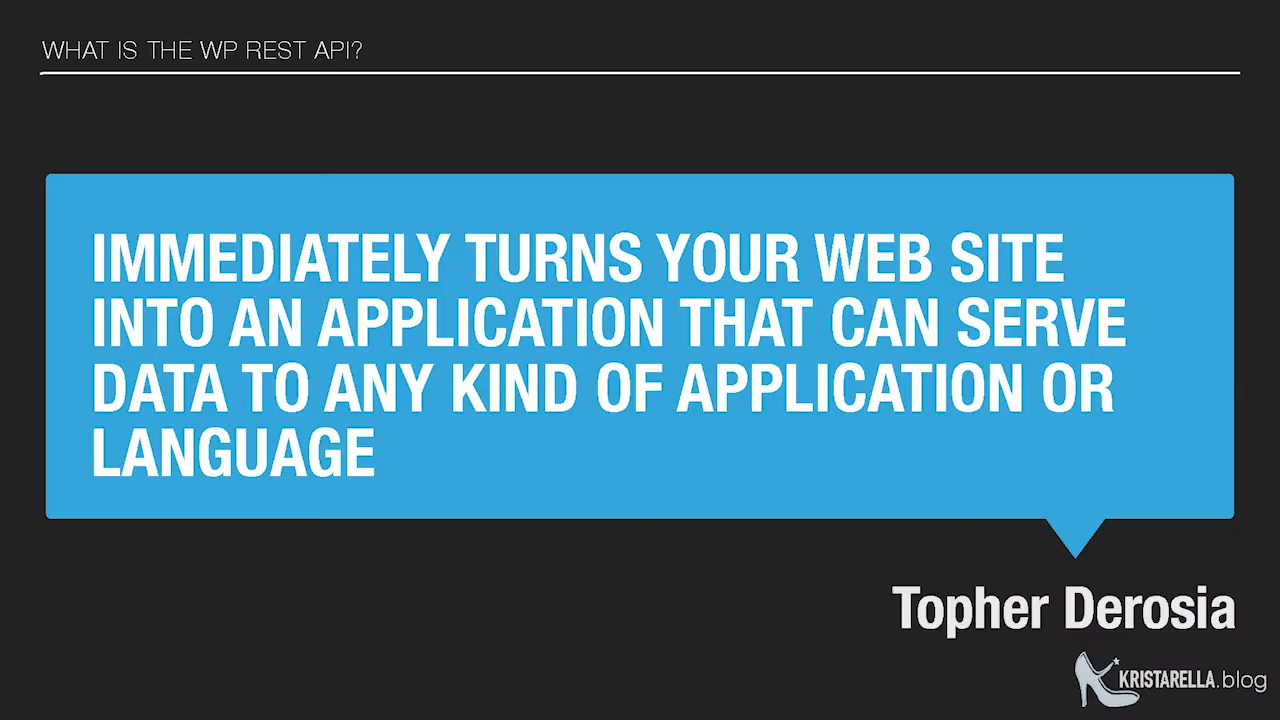 WHAT IS THE WP REST API?
IMMEDIATELY TURNS YOUR WEB SITE
INTO AN APPLICATION THAT CAN SERVE
DATA TO ANY KIND OF APPLICATION OR
LANGUAGE
Topher Derosia
KRISTARELLA.blog